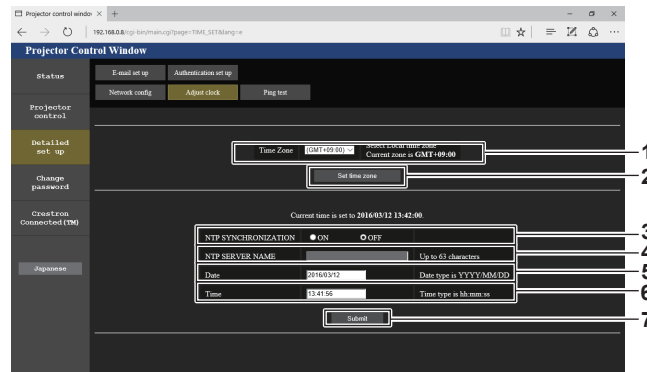 Projector control windo
192.168.0.8/cgi-bin/main.cgi?page=TIME_SET&lang=e
Projector Control Window
Status
Projector
control
Detailed
set up
Change
password
Crestron
Connected(TM)
Japanese
E-mail set up
Authentication set up
Network config
Adjust clock
Ping test
Time Zone
(GMT+09:00)
Select Local time zone
Current zone is GMT+09:00
1
Set time zone
2
Current time is set to 2016/03/12 13:42:00.
NTP SYNCHRONIZATION ON OFF
3
NTP SERVER NAME Up to 63 characters
4
Date 2016/03/12 Date type is YYYY/MM/DD
5
Time 13:41:56 Time type is hh:mm:ss
6
Submit
7